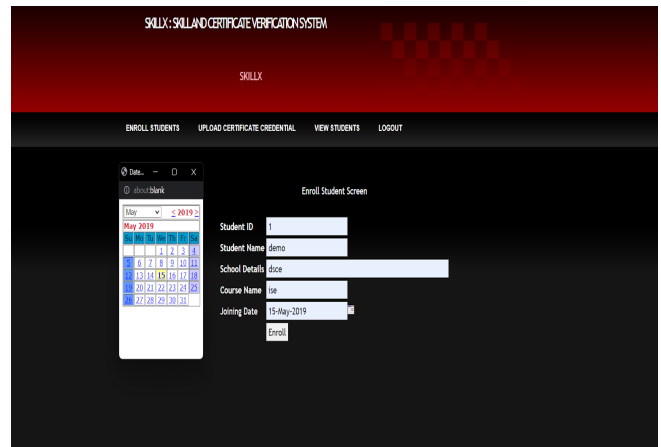 SKILLX : SKILL AND CERTIFICATE VERIFICATION SYSTEM
SKILLX
ENROLL STUDENTS UPLOAD CERTIFICATE CREDENTIAL VIEW STUDENTS LOGOUT
Date... — □ X
about:blank
May < 2019 >
May 2019
Su Mo Tu We Th Fr Sa
1 2 3 4
5 6 7 8 9 10 11
12 13 14 15 16 17 18
19 20 21 22 23 24 25
26 27 28 29 30 31
Enroll Student Screen
Student ID 1
Student Name demo
School Details dsce
Course Name ise
Joining Date 15-May-2019
Enroll